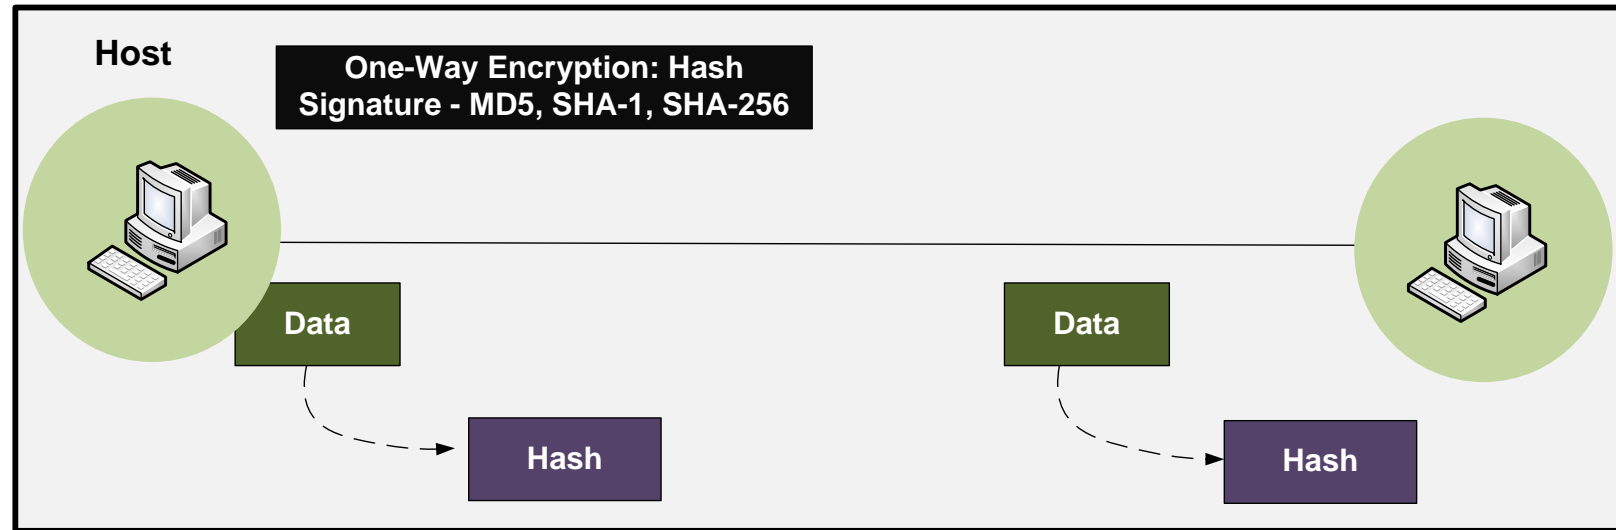 Host
One-Way Encryption: Hash
Signature - MD5, SHA-1, SHA-256
Data
Data
Hash
Hash